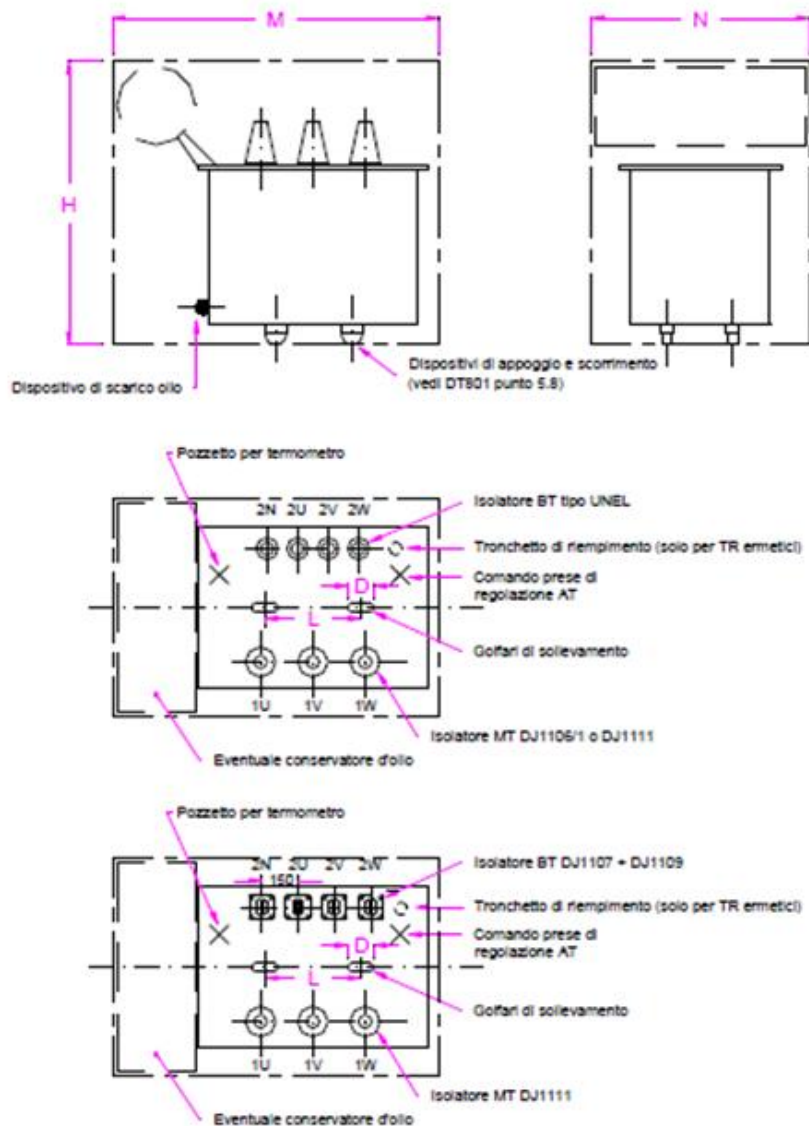 M
N
H
Dispositivo di scarico olio
Dispositivi di appoggio e scorrimento
(vedi DT801 punto 5.8)
Pozzetto per termometro
2N 2U 2V 2W
Isolatore BT tipo UNEL
Tronchetto di riempimento (solo per TR ermetici)
D
Comando prese di
regolazione AT
L
Golfari di sollevamento
1U 1V 1W
Isolatore MT DJ1106/1 o DJ1111
Eventuale conservatore d'olio
Pozzetto per termometro
2N 2U 2V 2W
Isolatore BT DJ1107 + DJ1109
150
Tronchetto di riempimento (solo per TR ermetici)
D
Comando prese di
regolazione AT
L
Golfari di sollevamento
1U 1V 1W
Isolatore MT DJ1111
Eventuale conservatore d'olio